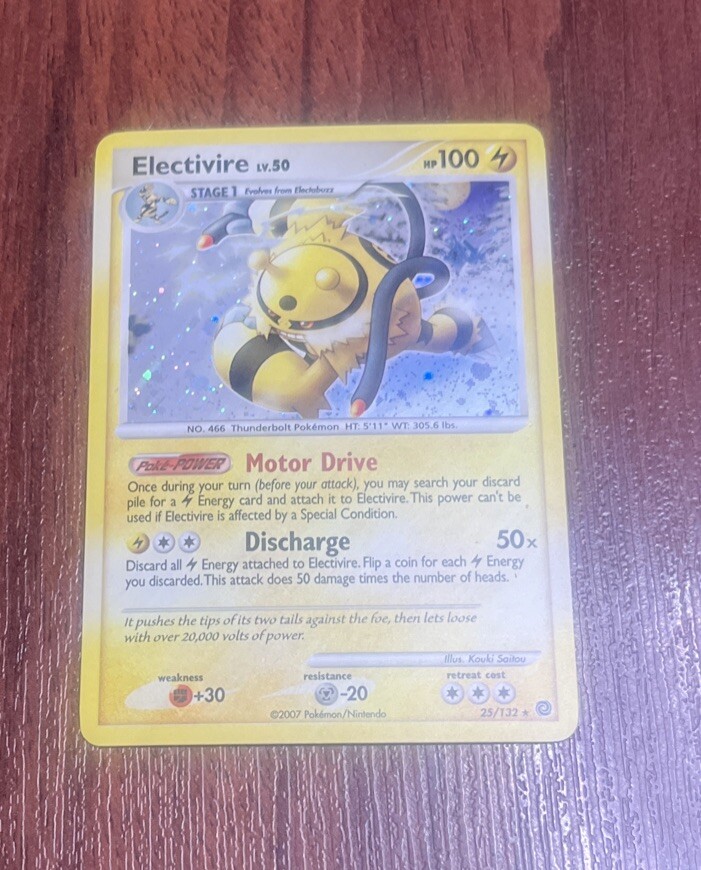 Electivire LV.50 HP 100
STAGE 1 Evolves from Electabuzz
NO. 466 Thunderbolt Pokémon HT: 5'11" WT: 305.6 lbs.
Poké-POWER Motor Drive
Once during your turn (before your attack), you may search your discard
pile for a Energy card and attach it to Electivire. This power can't be
used if Electivire is affected by a Special Condition.
Discharge 50x
Discard all Energy attached to Electivire. Flip a coin for each Energy
you discarded. This attack does 50 damage times the number of heads.
It pushes the tips of its two tails against the foe, then lets loose
with over 20,000 volts of power.
Illus. Kouki Saitou
weakness resistance retreat cost
+30 -20
©2007 Pokémon/Nintendo 25/132 ★